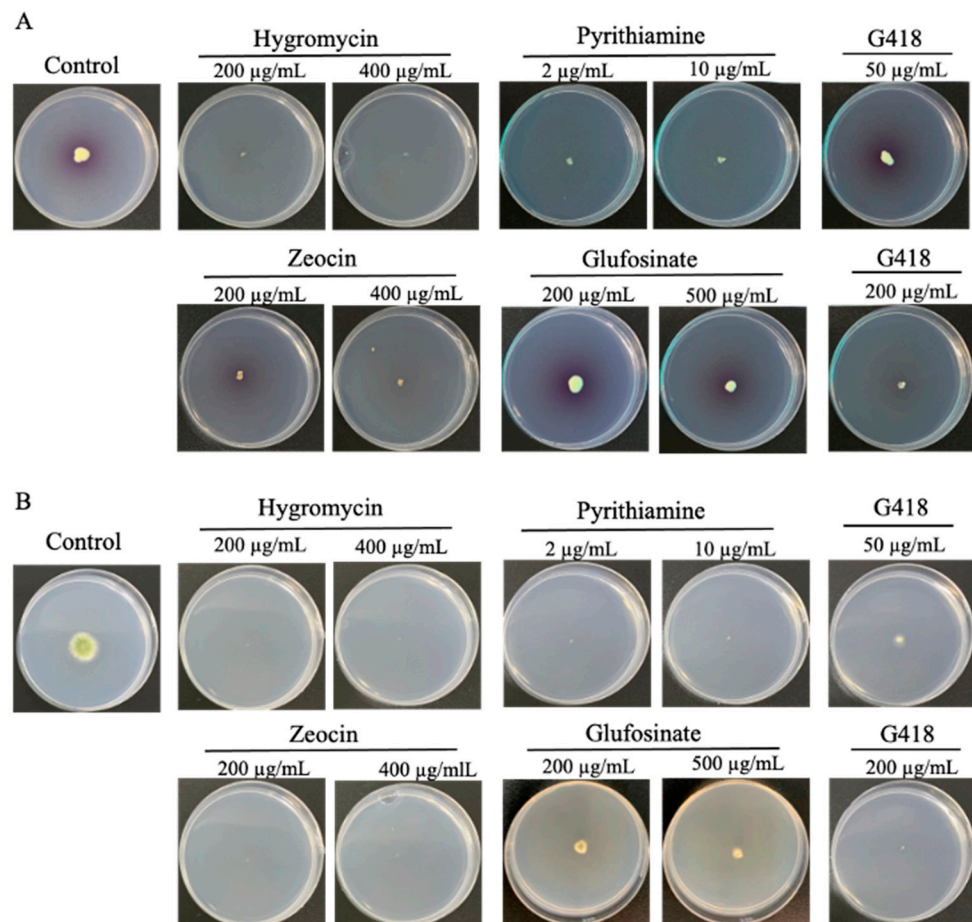 A
Control
Hygromycin
200 µg/mL 400 µg/mL
Pyrithiamine
2 µg/mL 10 µg/mL
G418
50 µg/mL
Zeocin
200 µg/mL 400 µg/mL
Glufosinate
200 µg/mL 500 µg/mL
G418
200 µg/mL
B
Control
Hygromycin
200 µg/mL 400 µg/mL
Pyrithiamine
2 µg/mL 10 µg/mL
G418
50 µg/mL
Zeocin
200 µg/mL 400 µg/mlL
Glufosinate
200 µg/mL 500 µg/mL
G418
200 µg/mL